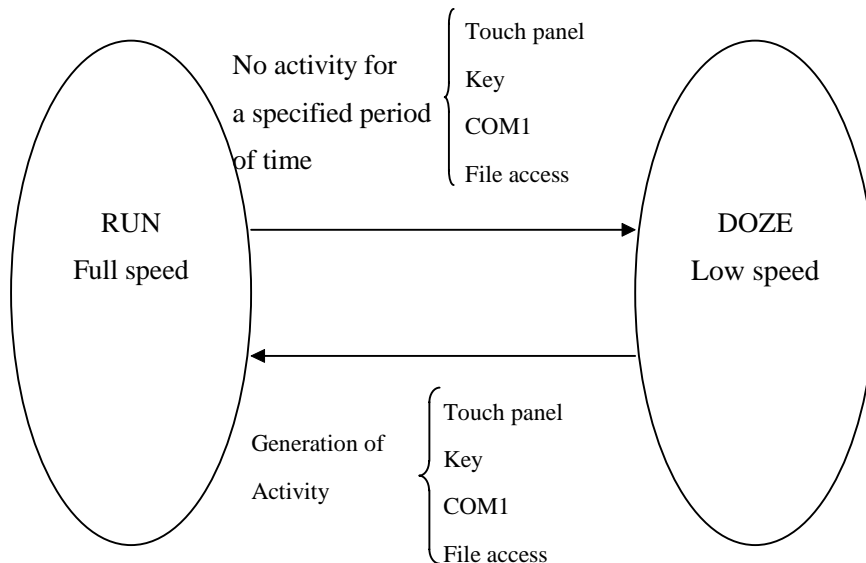 No activity for
a specified period
of time
Touch panel
Key
COM1
File access
RUN
Full speed
DOZE
Low speed
Generation of
Activity
Touch panel
Key
COM1
File access